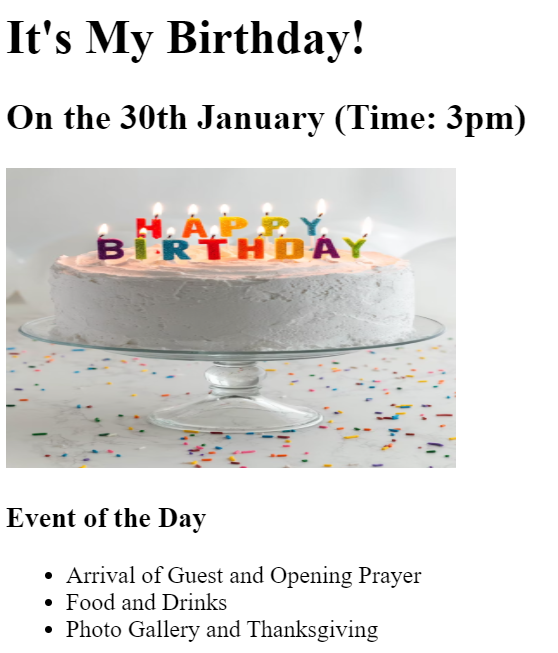 It's My Birthday!
On the 30th January (Time: 3pm)
HAPPY
BIRTHDAY
Event of the Day
• Arrival of Guest and Opening Prayer
• Food and Drinks
• Photo Gallery and Thanksgiving